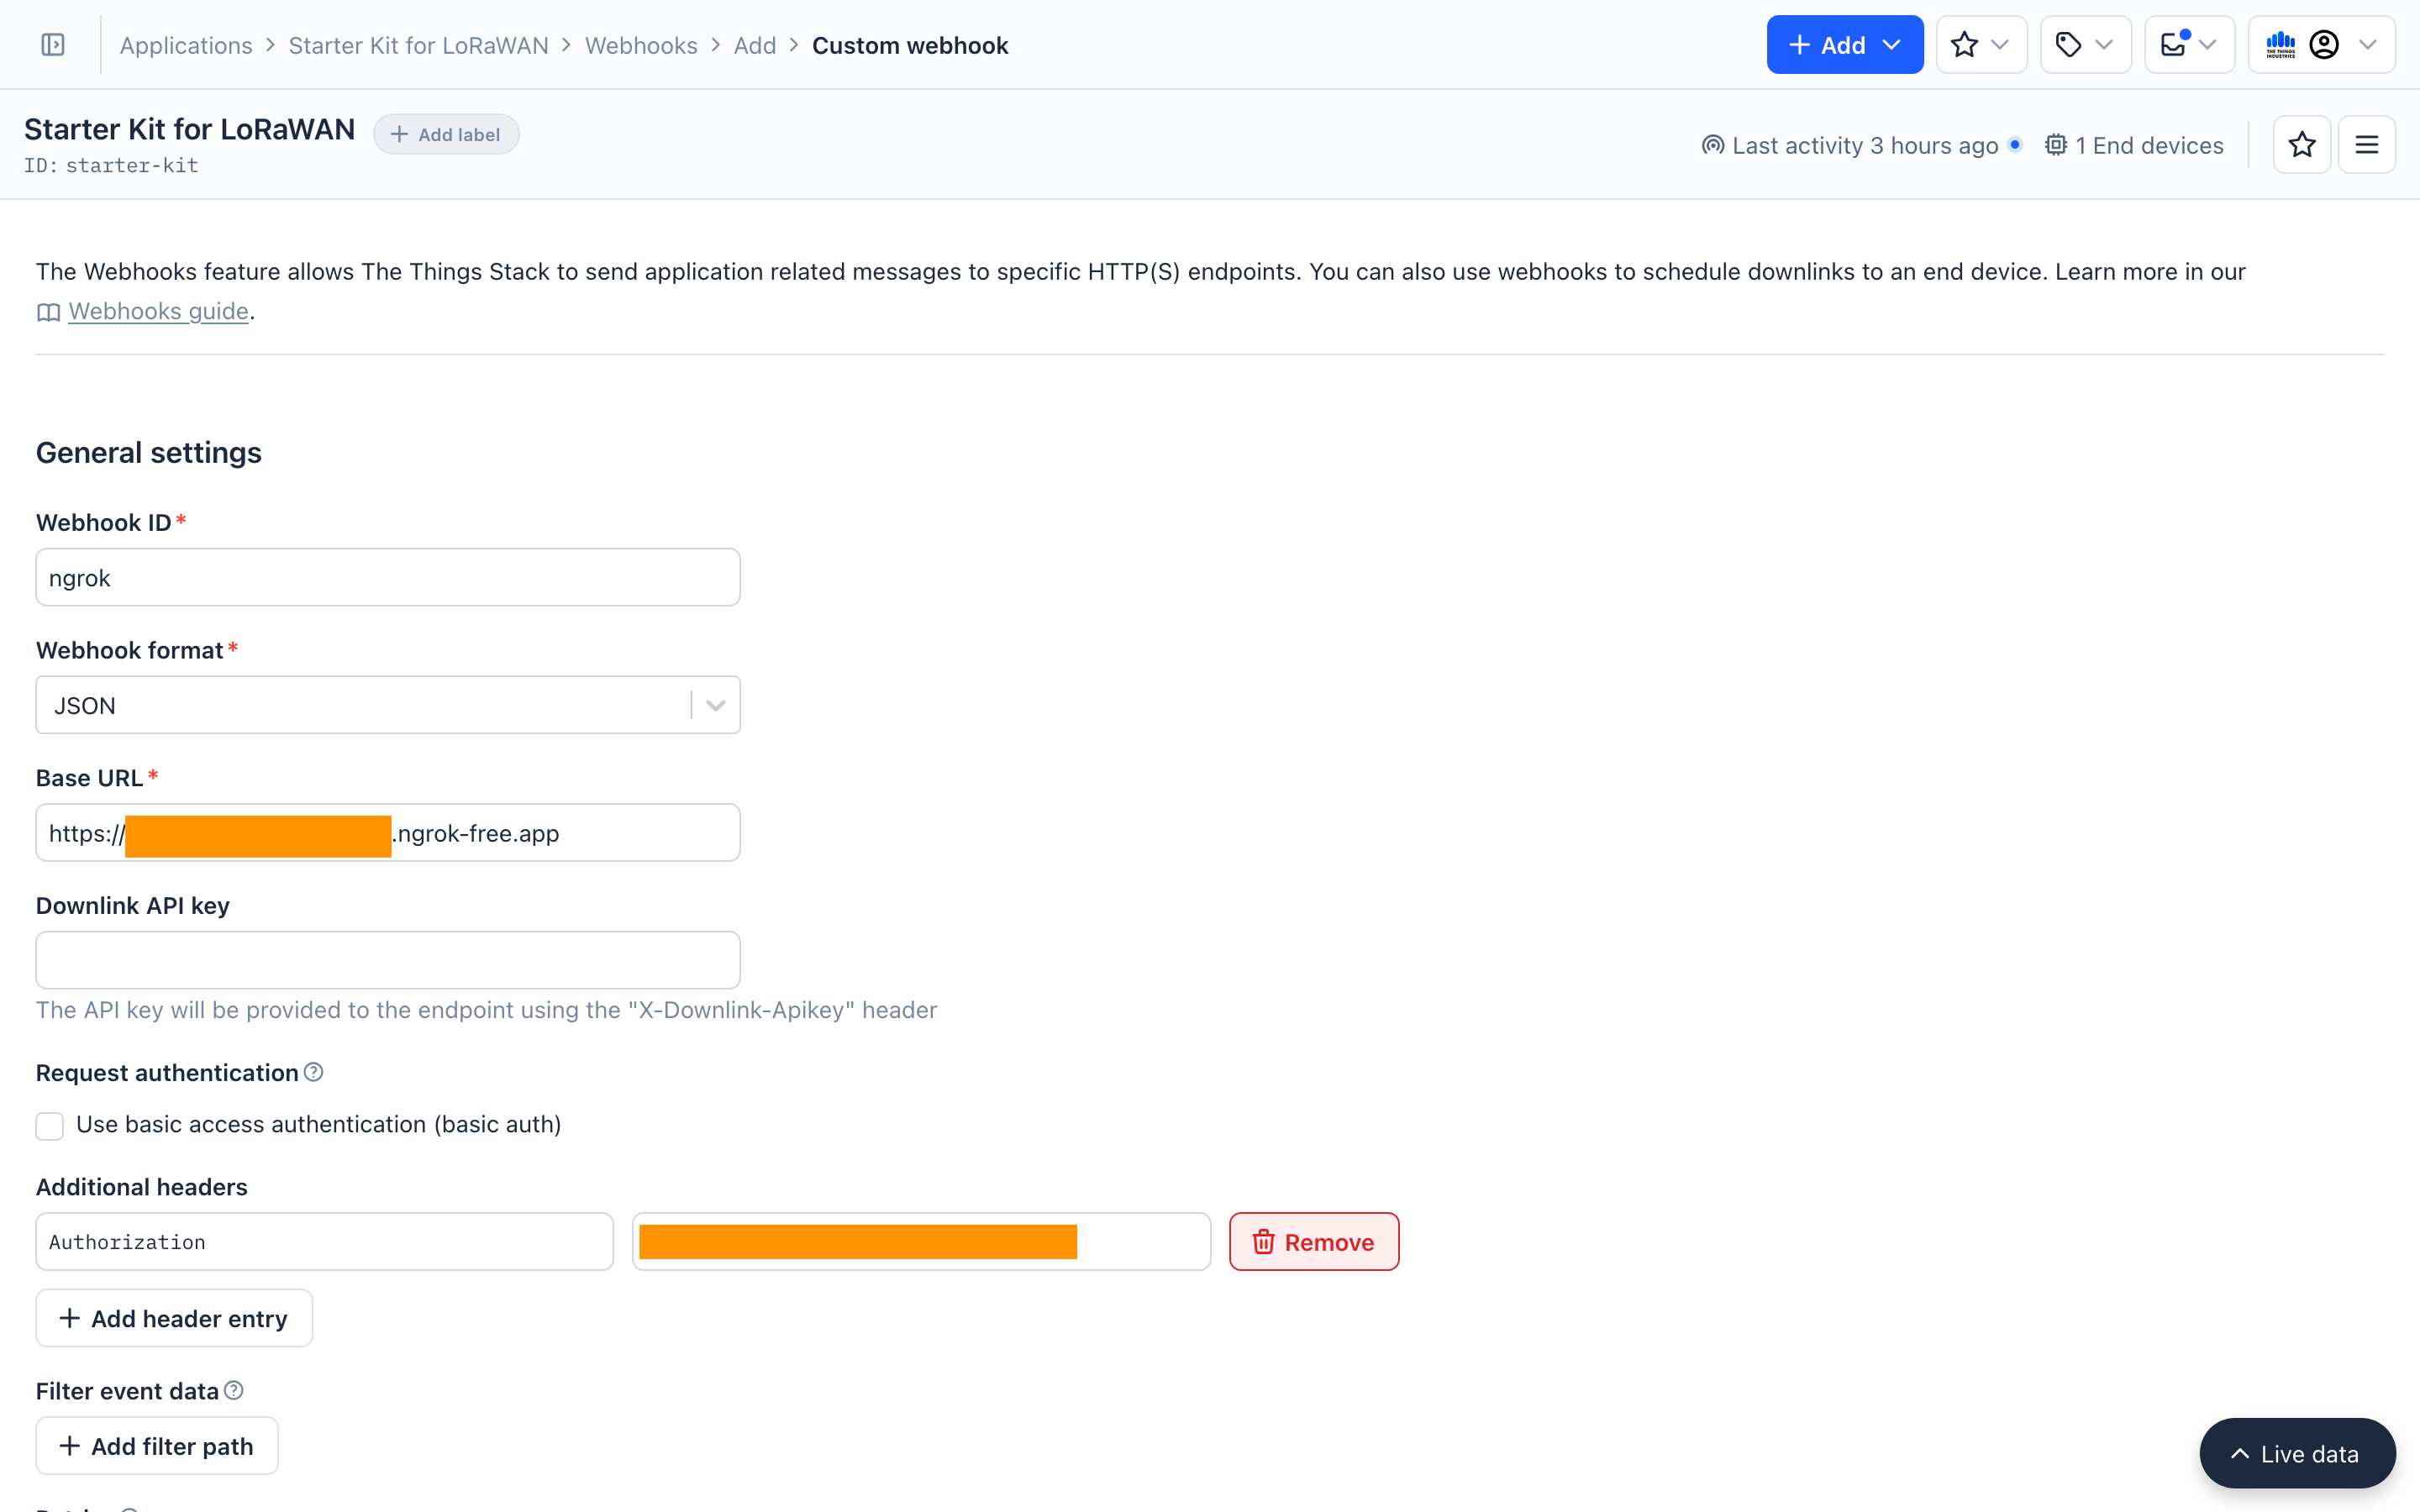 Applications > Starter Kit for LoRaWAN > Webhooks > Add > Custom webhook
+ Add
THE THINGS
INDUSTRIES
Starter Kit for LoRaWAN
+ Add label
ID: starter-kit
Last activity 3 hours ago
1 End devices
The Webhooks feature allows The Things Stack to send application related messages to specific HTTP(S) endpoints. You can also use webhooks to schedule downlinks to an end device. Learn more in our
Webhooks guide.
General settings
Webhook ID*
ngrok
Webhook format*
JSON
Base URL*
https:// .ngrok-free.app
Downlink API key
The API key will be provided to the endpoint using the "X-Downlink-Apikey" header
Request authentication
Use basic access authentication (basic auth)
Additional headers
Authorization
Remove
+ Add header entry
Filter event data
+ Add filter path
Live data